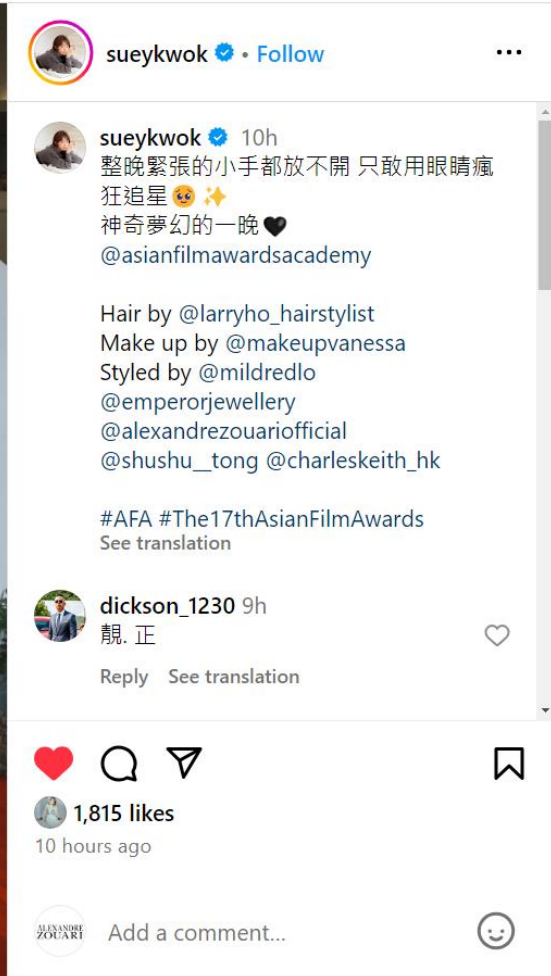 sueykwok • Follow
sueykwok 10h
整晚緊張的小手都放不開 只敢用眼睛瘋
狂追星🥹 ✨
神奇夢幻的一晚🖤
@asianfilmawardsacademy
Hair by @larryho_hairstylist
Make up by @makeupvanessa
Styled by @mildredlo
@emperorjewellery
@alexandrezouariofficial
@shushu__tong @charleskeith_hk
#AFA #The17thAsianFilmAwards
See translation
dickson_1230 9h
靚. 正
Reply See translation
1,815 likes
10 hours ago
ALEXANDRE
ZOUARI
Add a comment...